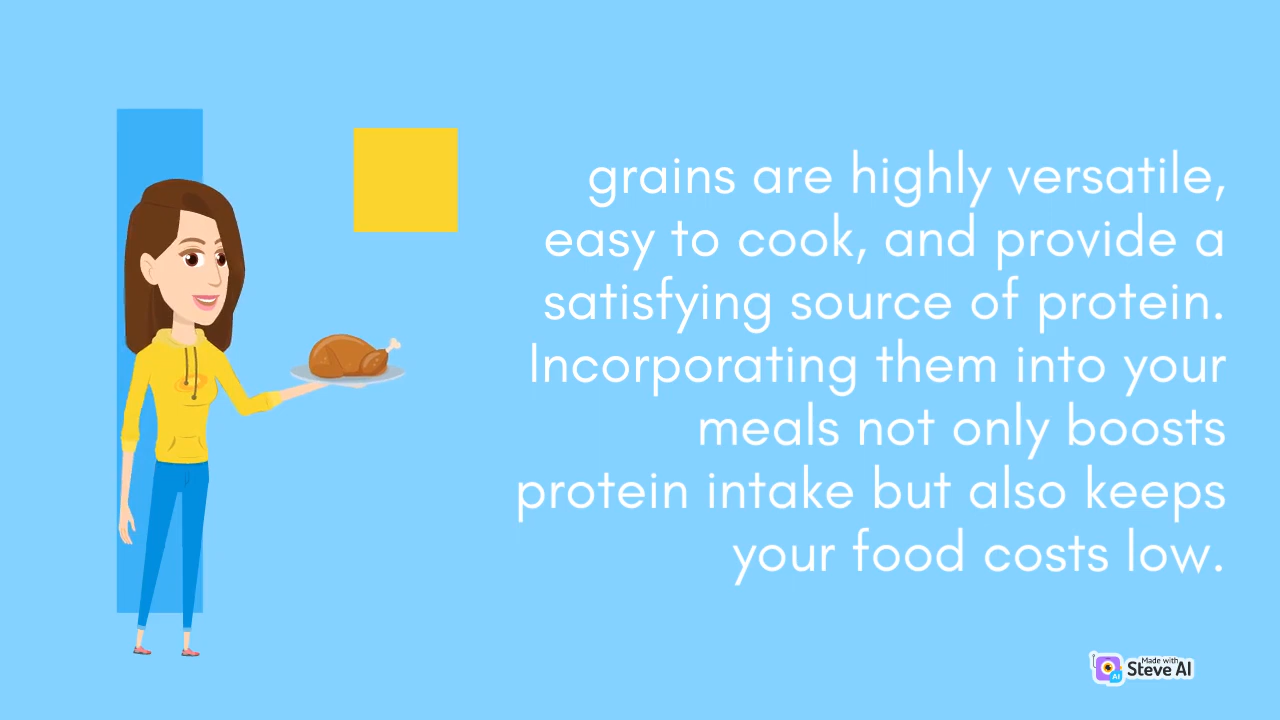 grains are highly versatile,
easy to cook, and provide a
satisfying source of protein.
Incorporating them into your
meals not only boosts
protein intake but also keeps
your food costs low.
Made with
Steve AI
AI